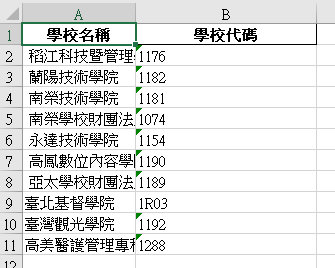 A B
1 學校名稱 學校代碼
2 稻江科技暨管理 1176
3 蘭陽技術學院 1182
4 南榮技術學院 1181
5 南榮學校財團法 1074
6 永達技術學院 1154
7 高鳳數位內容學 1190
8 亞太學校財團法 1189
9 臺北基督學院 1R03
10 臺灣觀光學院 1192
11 高美醫護管理專 1288